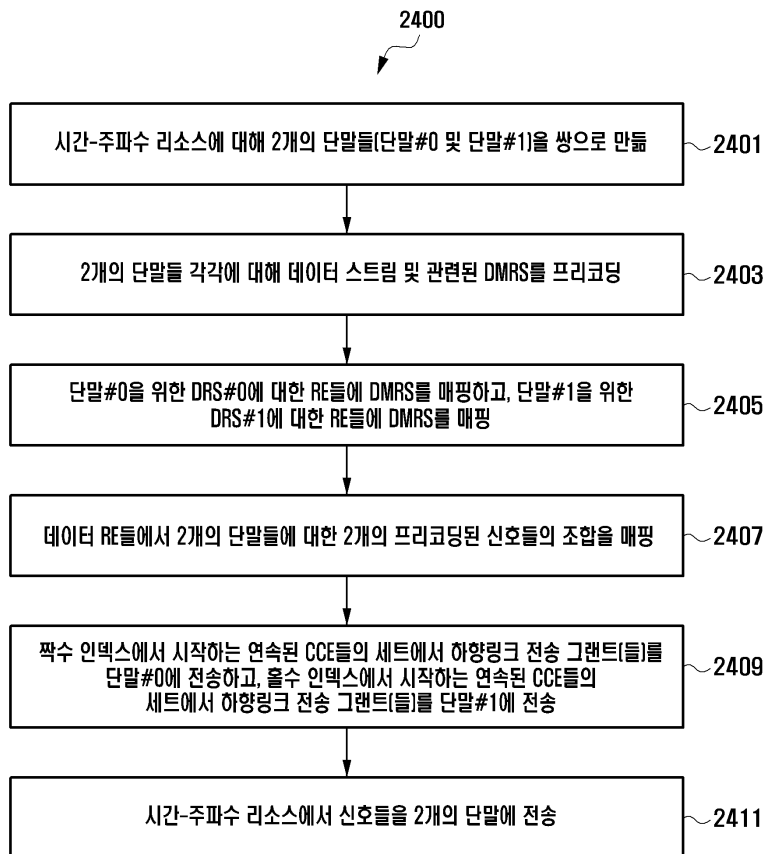 2400
시간-주파수 리소스에 대해 2개의 단말들(단말#0 및 단말#1)을 쌍으로 만듦
2401
2개의 단말들 각각에 대해 데이터 스트림 및 관련된 DMRS를 프리코딩
2403
단말#0을 위한 DRS#0에 대한 RE들에 DMRS를 매핑하고, 단말#1을 위한
DRS#1에 대한 RE들에 DMRS를 매핑
2405
데이터 RE들에서 2개의 단말들에 대한 2개의 프리코딩된 신호들의 조합을 매핑
2407
짝수 인덱스에서 시작하는 연속된 CCE들의 세트에서 하향링크 전송 그랜트(들)를
단말#0에 전송하고, 홀수 인덱스에서 시작하는 연속된 CCE들의
세트에서 하향링크 전송 그랜트(들)를 단말#1에 전송
2409
시간-주파수 리소스에서 신호들을 2개의 단말에 전송
2411